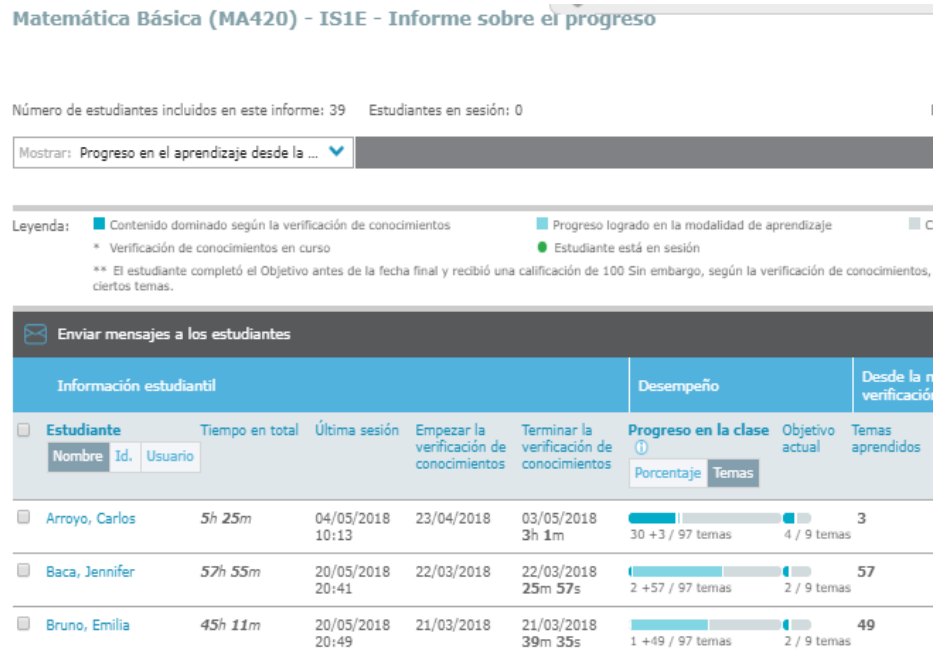 Matemática Básica (MA420) - IS1E - Informe sobre el progreso
Número de estudiantes incluidos en este informe: 39 Estudiantes en sesión: 0
Mostrar: Progreso en el aprendizaje desde la ...
Leyenda: Contenido dominado según la verificación de conocimientos Progreso logrado en la modalidad de aprendizaje C
* Verificación de conocimientos en curso Estudiante está en sesión
** El estudiante completó el Objetivo antes de la fecha final y recibió una calificación de 100 Sin embargo, según la verificación de conocimientos,
ciertos temas.
Enviar mensajes a los estudiantes
Información estudiantil Desempeño Desde la
verificación
Estudiante Tiempo en total Última sesión Empezar la verificación de conocimientos Terminar la verificación de conocimientos Progreso en la clase Objetivo actual Temas aprendidos
Nombre Id. Usuario Porcentaje Temas
Arroyo, Carlos 5h 25m 04/05/2018 23/04/2018 03/05/2018 3
10:13 3h 1m 30 +3 / 97 temas 4 / 9 temas
Baca, Jennifer 57h 55m 20/05/2018 22/03/2018 22/03/2018 57
20:41 25m 57s 2 +57 / 97 temas 2 / 9 temas
Bruno, Emilia 45h 11m 20/05/2018 21/03/2018 21/03/2018 49
20:49 39m 35s 1 +49 / 97 temas 2 / 9 temas